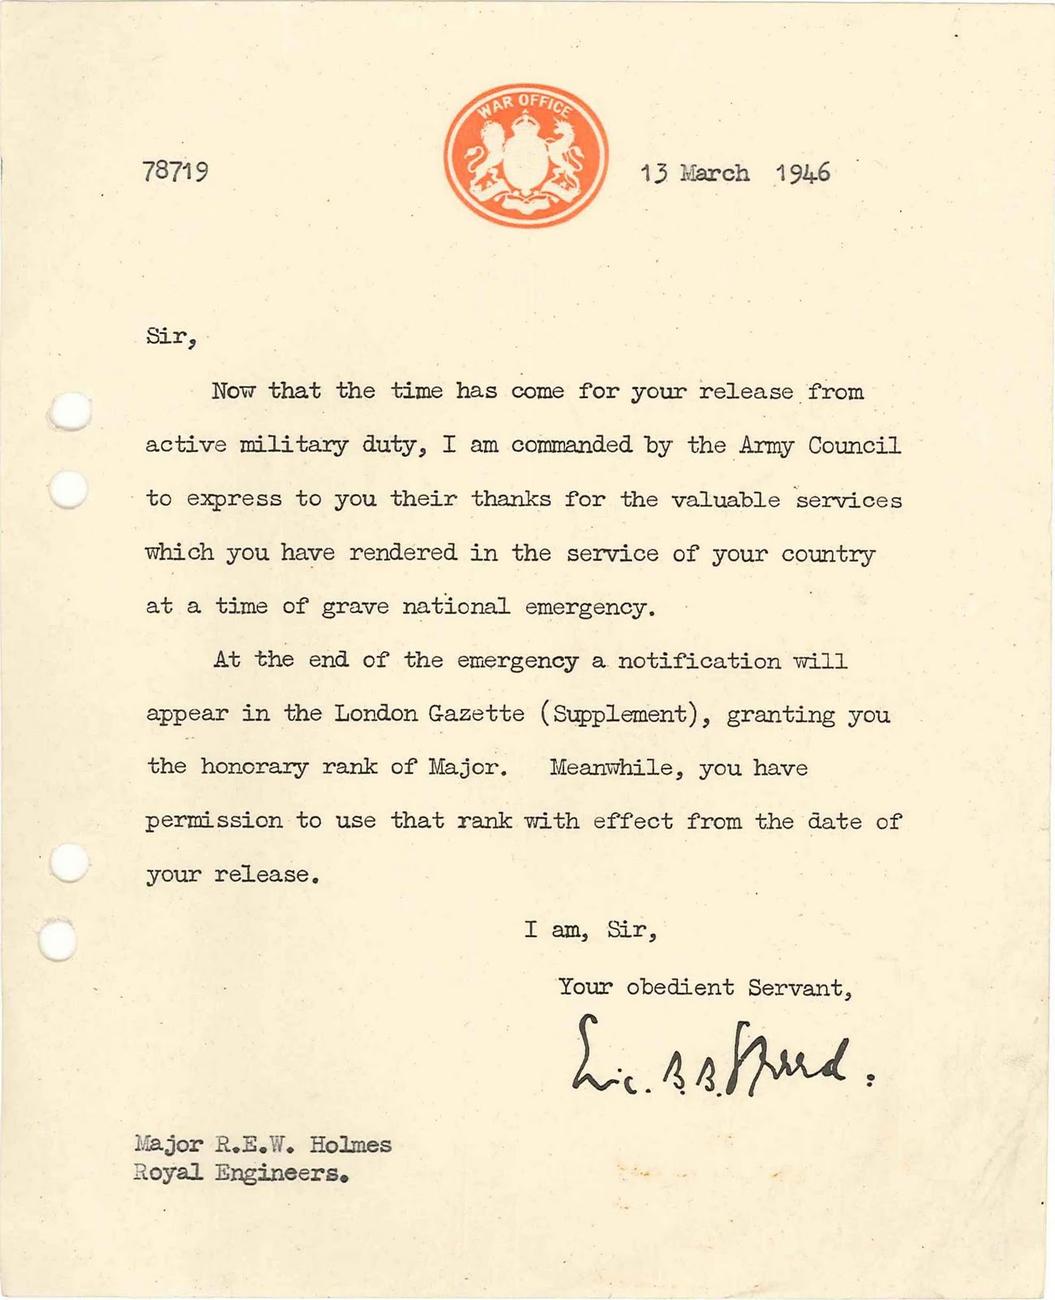 WAR OFFICE
78719
13 March 1946
Sir,
Now that the time has come for your release from
active military duty, I am commanded by the Army Council
to express to you their thanks for the valuable services
which you have rendered in the service of your country
at a time of grave national emergency.
At the end of the emergency a notification will
appear in the London Gazette (Supplement), granting you
the honorary rank of Major. Meanwhile, you have
permission to use that rank with effect from the date of
your release.
I am, Sir,
Your obedient Servant,
Eric. B. B. Speed.
Major R.E.W. Holmes
Royal Engineers.